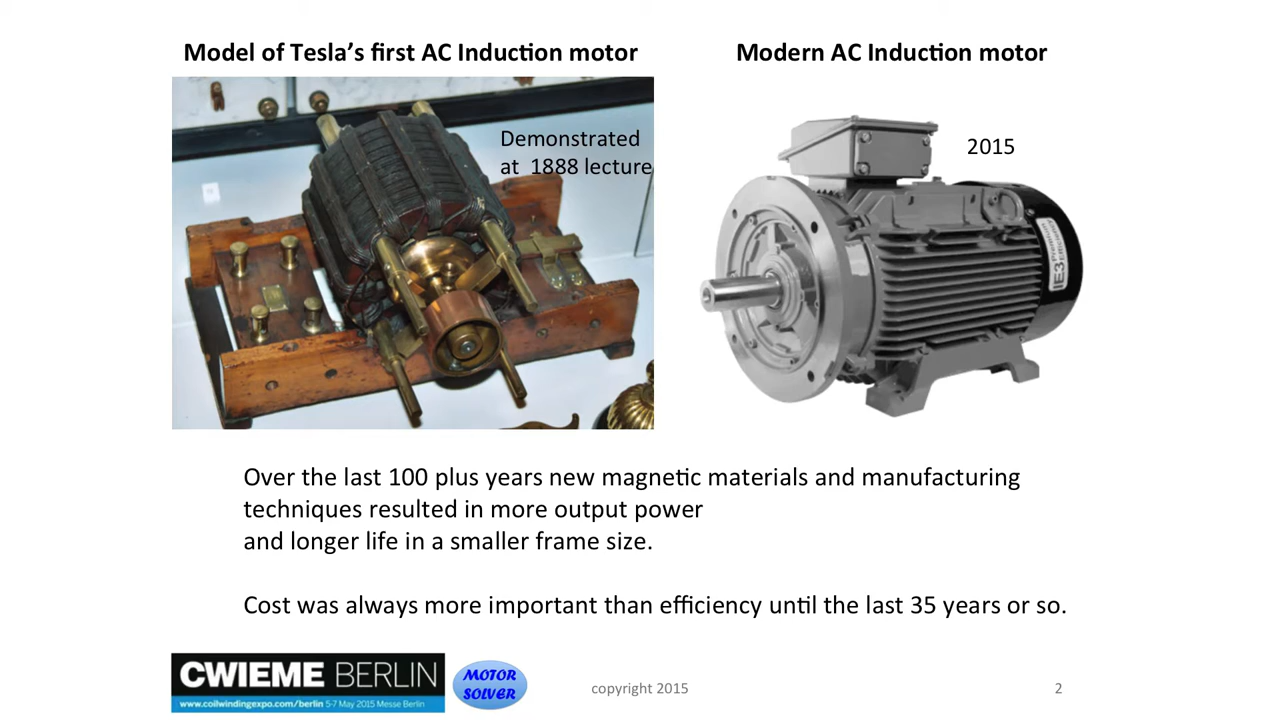 Model of Tesla's first AC Induction motor
Modern AC Induction motor
Demonstrated
at 1888 lecture
2015
IE3 Premium
Efficiency
Over the last 100 plus years new magnetic materials and manufacturing
techniques resulted in more output power
and longer life in a smaller frame size.
Cost was always more important than efficiency until the last 35 years or so.
CWIEME BERLIN
www.coilwindingexpo.com/berlin 5-7 May 2015 Messe Berlin
MOTOR
SOLVER
copyright 2015
2